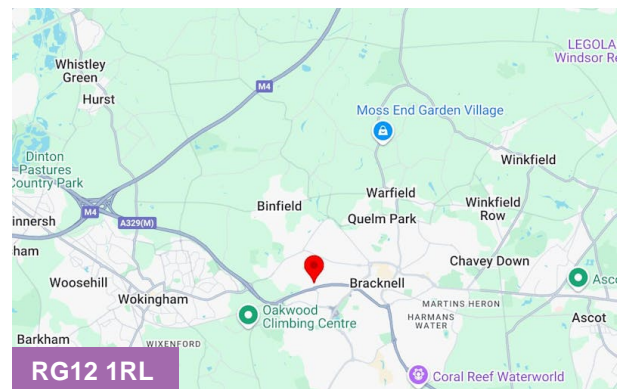 LEGOLA
Windsor Re
Whistley
Green
M4
Hurst
Moss End Garden Village
Winkfield
Dinton
Pastures
Country Park
Warfield
Binfield
Winkfield
Row
M4
Quelm Park
innersh
A329(M)
ham
Chavey Down
Woosehill
Bracknell
Asco
Wokingham
MARTINS HERON
Oakwood
Climbing Centre
HARMANS
WATER
Ascot
Barkham
WIXENFORD
RG12 1RL
Coral Reef Waterworld